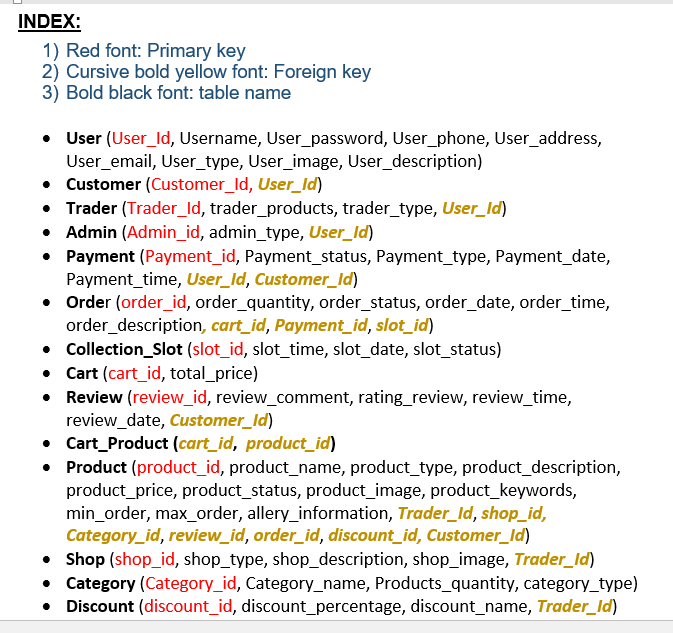 INDEX:
1) Red font: Primary key
2) Cursive bold yellow font: Foreign key
3) Bold black font: table name
• User (User_Id, Username, User_password, User_phone, User_address,
User_email, User_type, User_image, User_description)
• Customer (Customer_Id, User_Id)
• Trader (Trader_Id, trader_products, trader_type, User_Id)
• Admin (Admin_id, admin_type, User_Id)
• Payment (Payment_id, Payment_status, Payment_type, Payment_date,
Payment_time, User_Id, Customer_Id)
• Order (order_id, order_quantity, order_status, order_date, order_time,
order_description, cart_id, Payment_id, slot_id)
• Collection_Slot (slot_id, slot_time, slot_date, slot_status)
• Cart (cart_id, total_price)
• Review (review_id, review_comment, rating_review, review_time,
review_date, Customer_Id)
• Cart_Product (cart_id, product_id)
• Product (product_id, product_name, product_type, product_description,
product_price, product_status, product_image, product_keywords,
min_order, max_order, allery_information, Trader_Id, shop_id,
Category_id, review_id, order_id, discount_id, Customer_Id)
• Shop (shop_id, shop_type, shop_description, shop_image, Trader_Id)
• Category (Category_id, Category_name, Products_quantity, category_type)
• Discount (discount_id, discount_percentage, discount_name, Trader_Id)